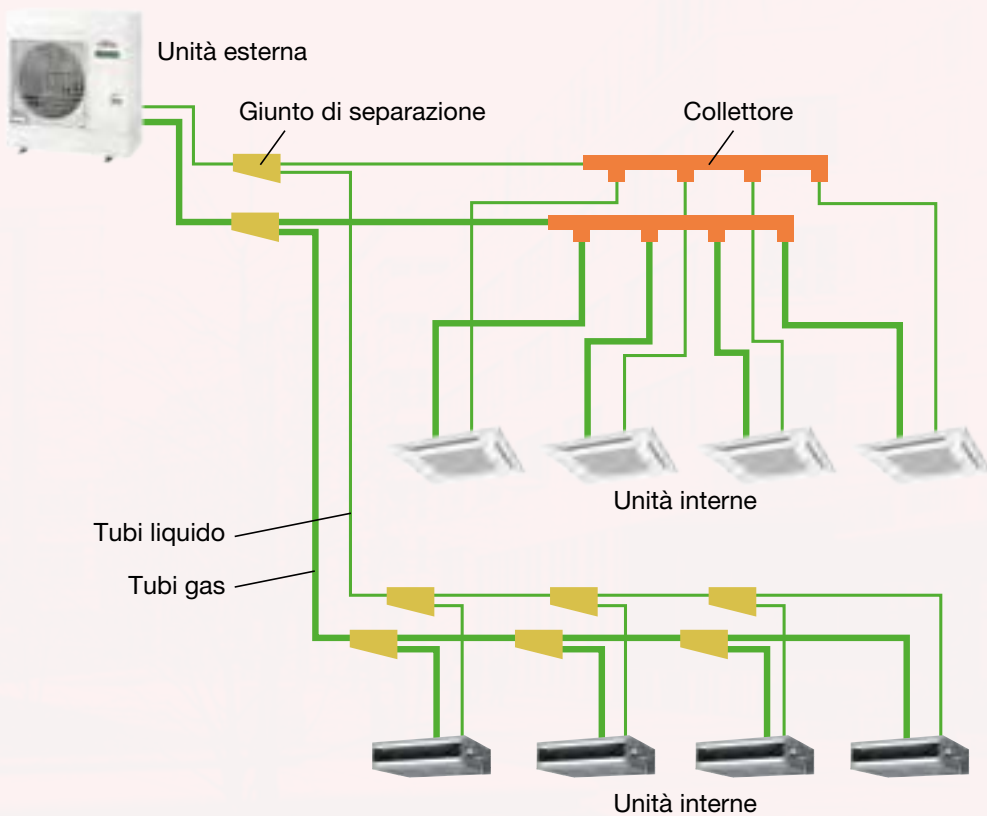 Unità esterna
Giunto di separazione
Collettore
Unità interne
Tubi liquido
Tubi gas
Unità interne